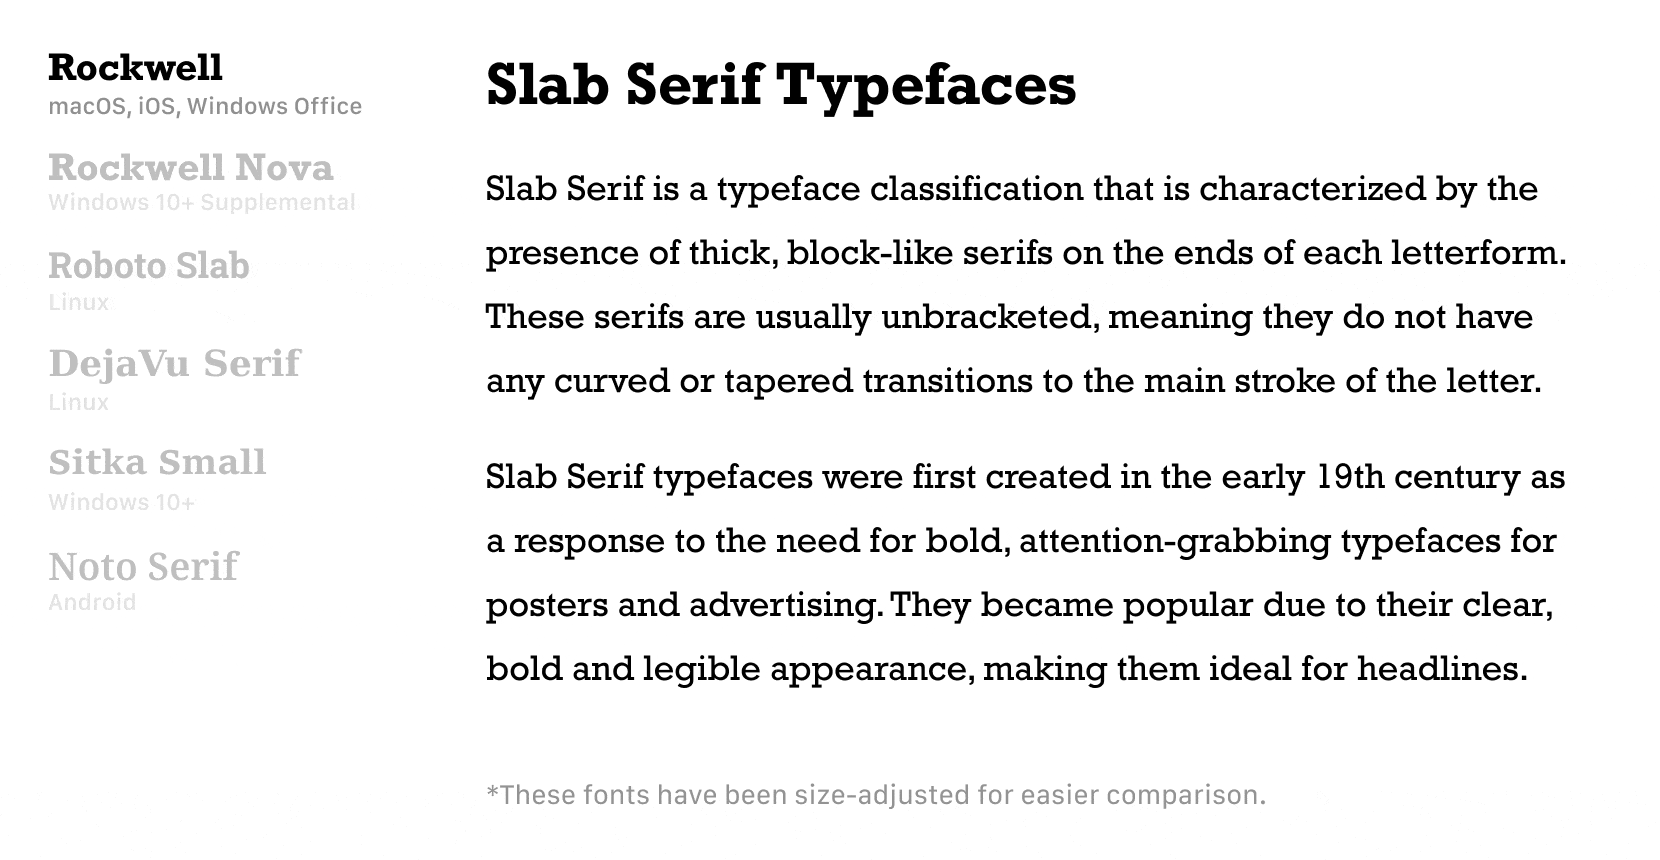 Rockwell
macOS, iOS, Windows Office
Rockwell Nova
Windows 10+ Supplemental
Roboto Slab
Linux
DejaVu Serif
Linux
Sitka Small
Windows 10+
Noto Serif
Android
Slab Serif Typefaces
Slab Serif is a typeface classification that is characterized by the
presence of thick, block-like serifs on the ends of each letterform.
These serifs are usually unbracketed, meaning they do not have
any curved or tapered transitions to the main stroke of the letter.
Slab Serif typefaces were first created in the early 19th century as
a response to the need for bold, attention-grabbing typefaces for
posters and advertising. They became popular due to their clear,
bold and legible appearance, making them ideal for headlines.
*These fonts have been size-adjusted for easier comparison.